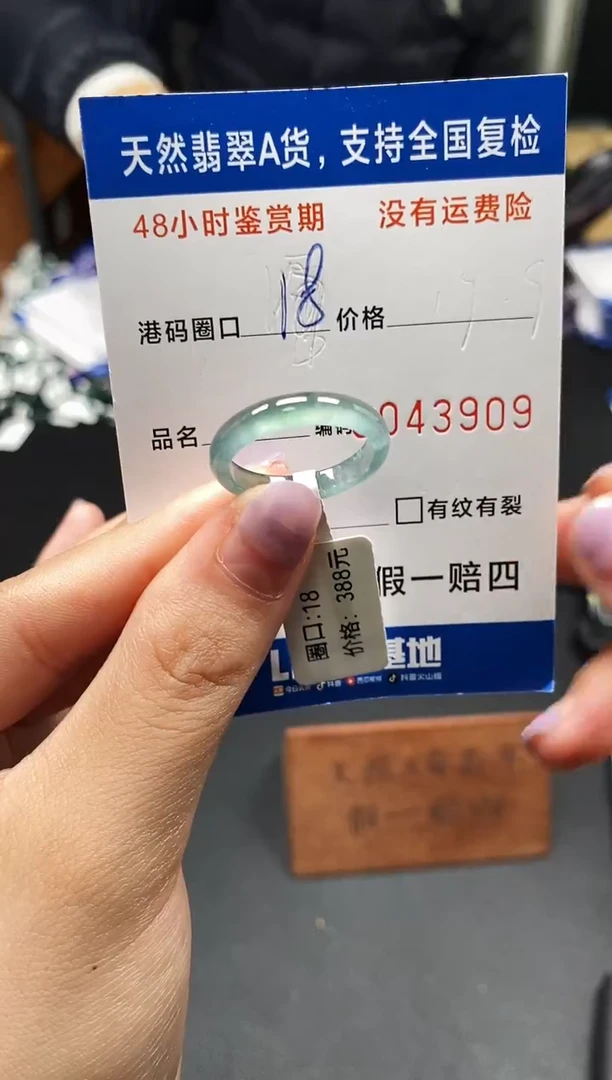 天然翡翠A货，支持全国复检
48小时鉴赏期 没有运费险
港码圈口 18 价格
品名 编码 043909
□有纹有裂
假一赔四
圈口:18
价格: 388元
基地